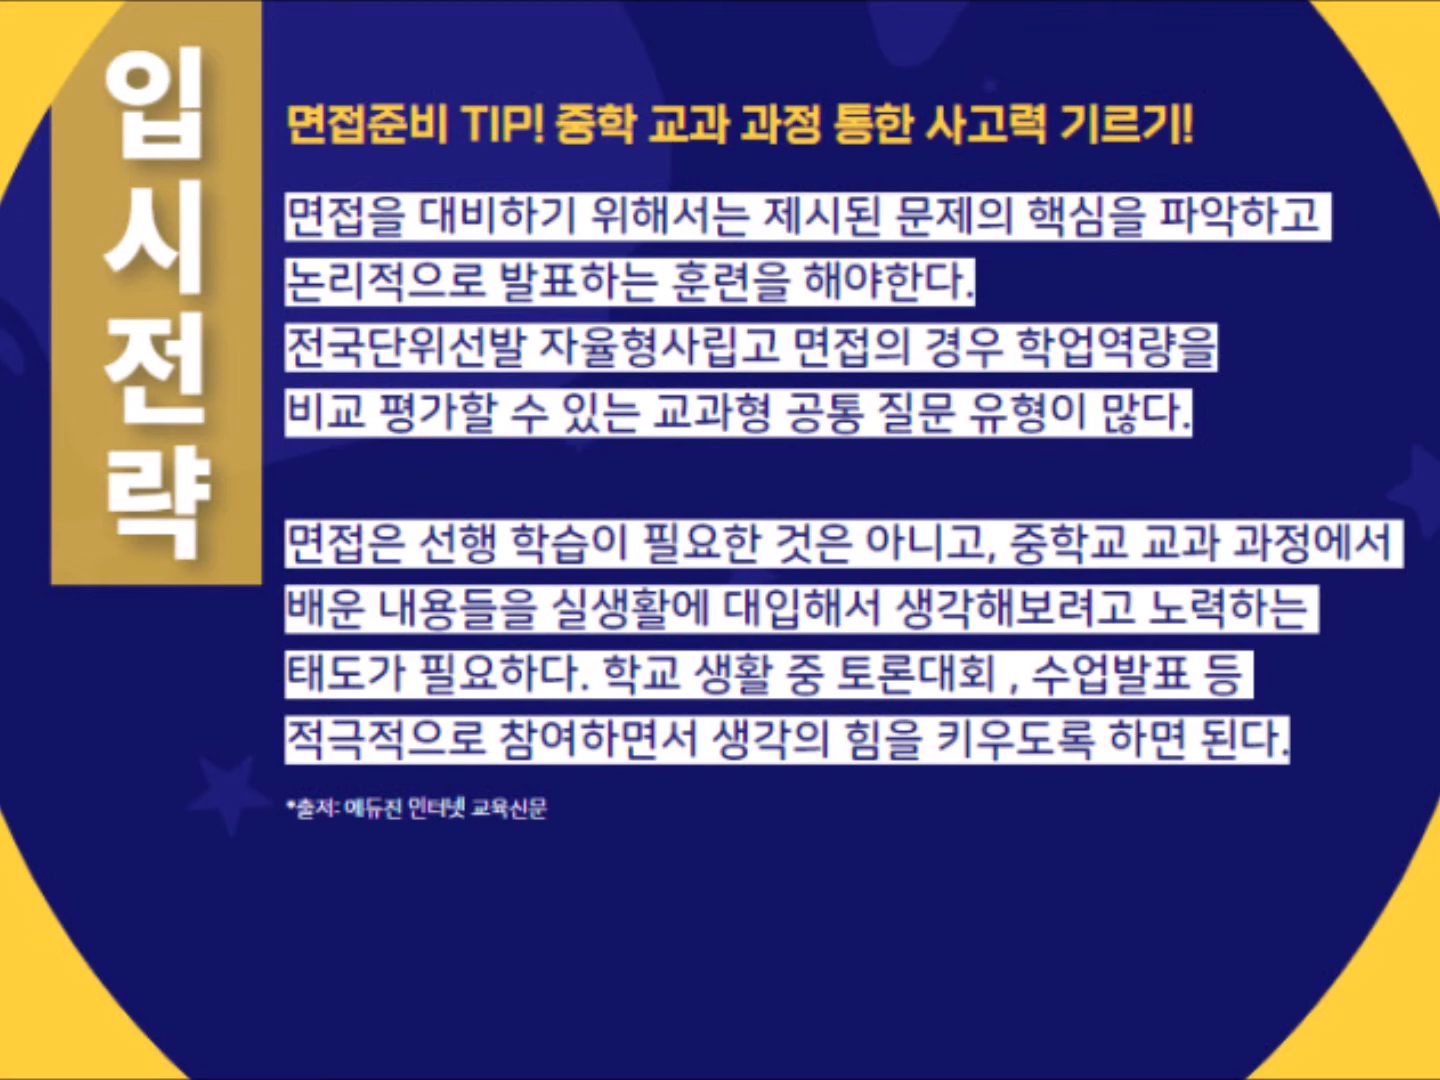 입시전략
면접준비 TIP! 중학 교과 과정 통한 사고력 기르기!
면접을 대비하기 위해서는 제시된 문제의 핵심을 파악하고
논리적으로 발표하는 훈련을 해야한다.
전국단위선발 자율형사립고 면접의 경우 학업역량을
비교 평가할 수 있는 교과형 공통 질문 유형이 많다.
면접은 선행 학습이 필요한 것은 아니고, 중학교 교과 과정에서
배운 내용들을 실생활에 대입해서 생각해보려고 노력하는
태도가 필요하다. 학교 생활 중 토론대회 , 수업발표 등
적극적으로 참여하면서 생각의 힘을 키우도록 하면 된다.
*출저: 에듀진 인터넷 교육신문